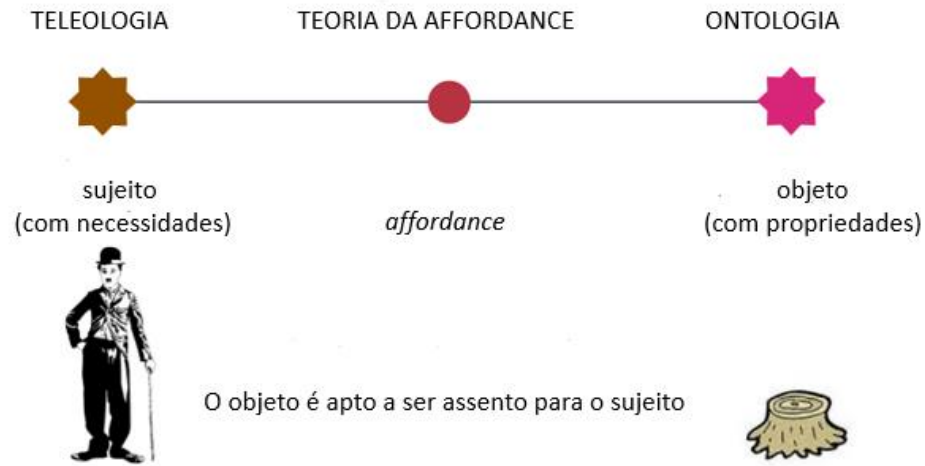 TELEOLOGIA TEORIA DA AFFORDANCE ONTOLOGIA
sujeito
(com necessidades)
affordance
objeto
(com propriedades)
O objeto é apto a ser assento para o sujeito